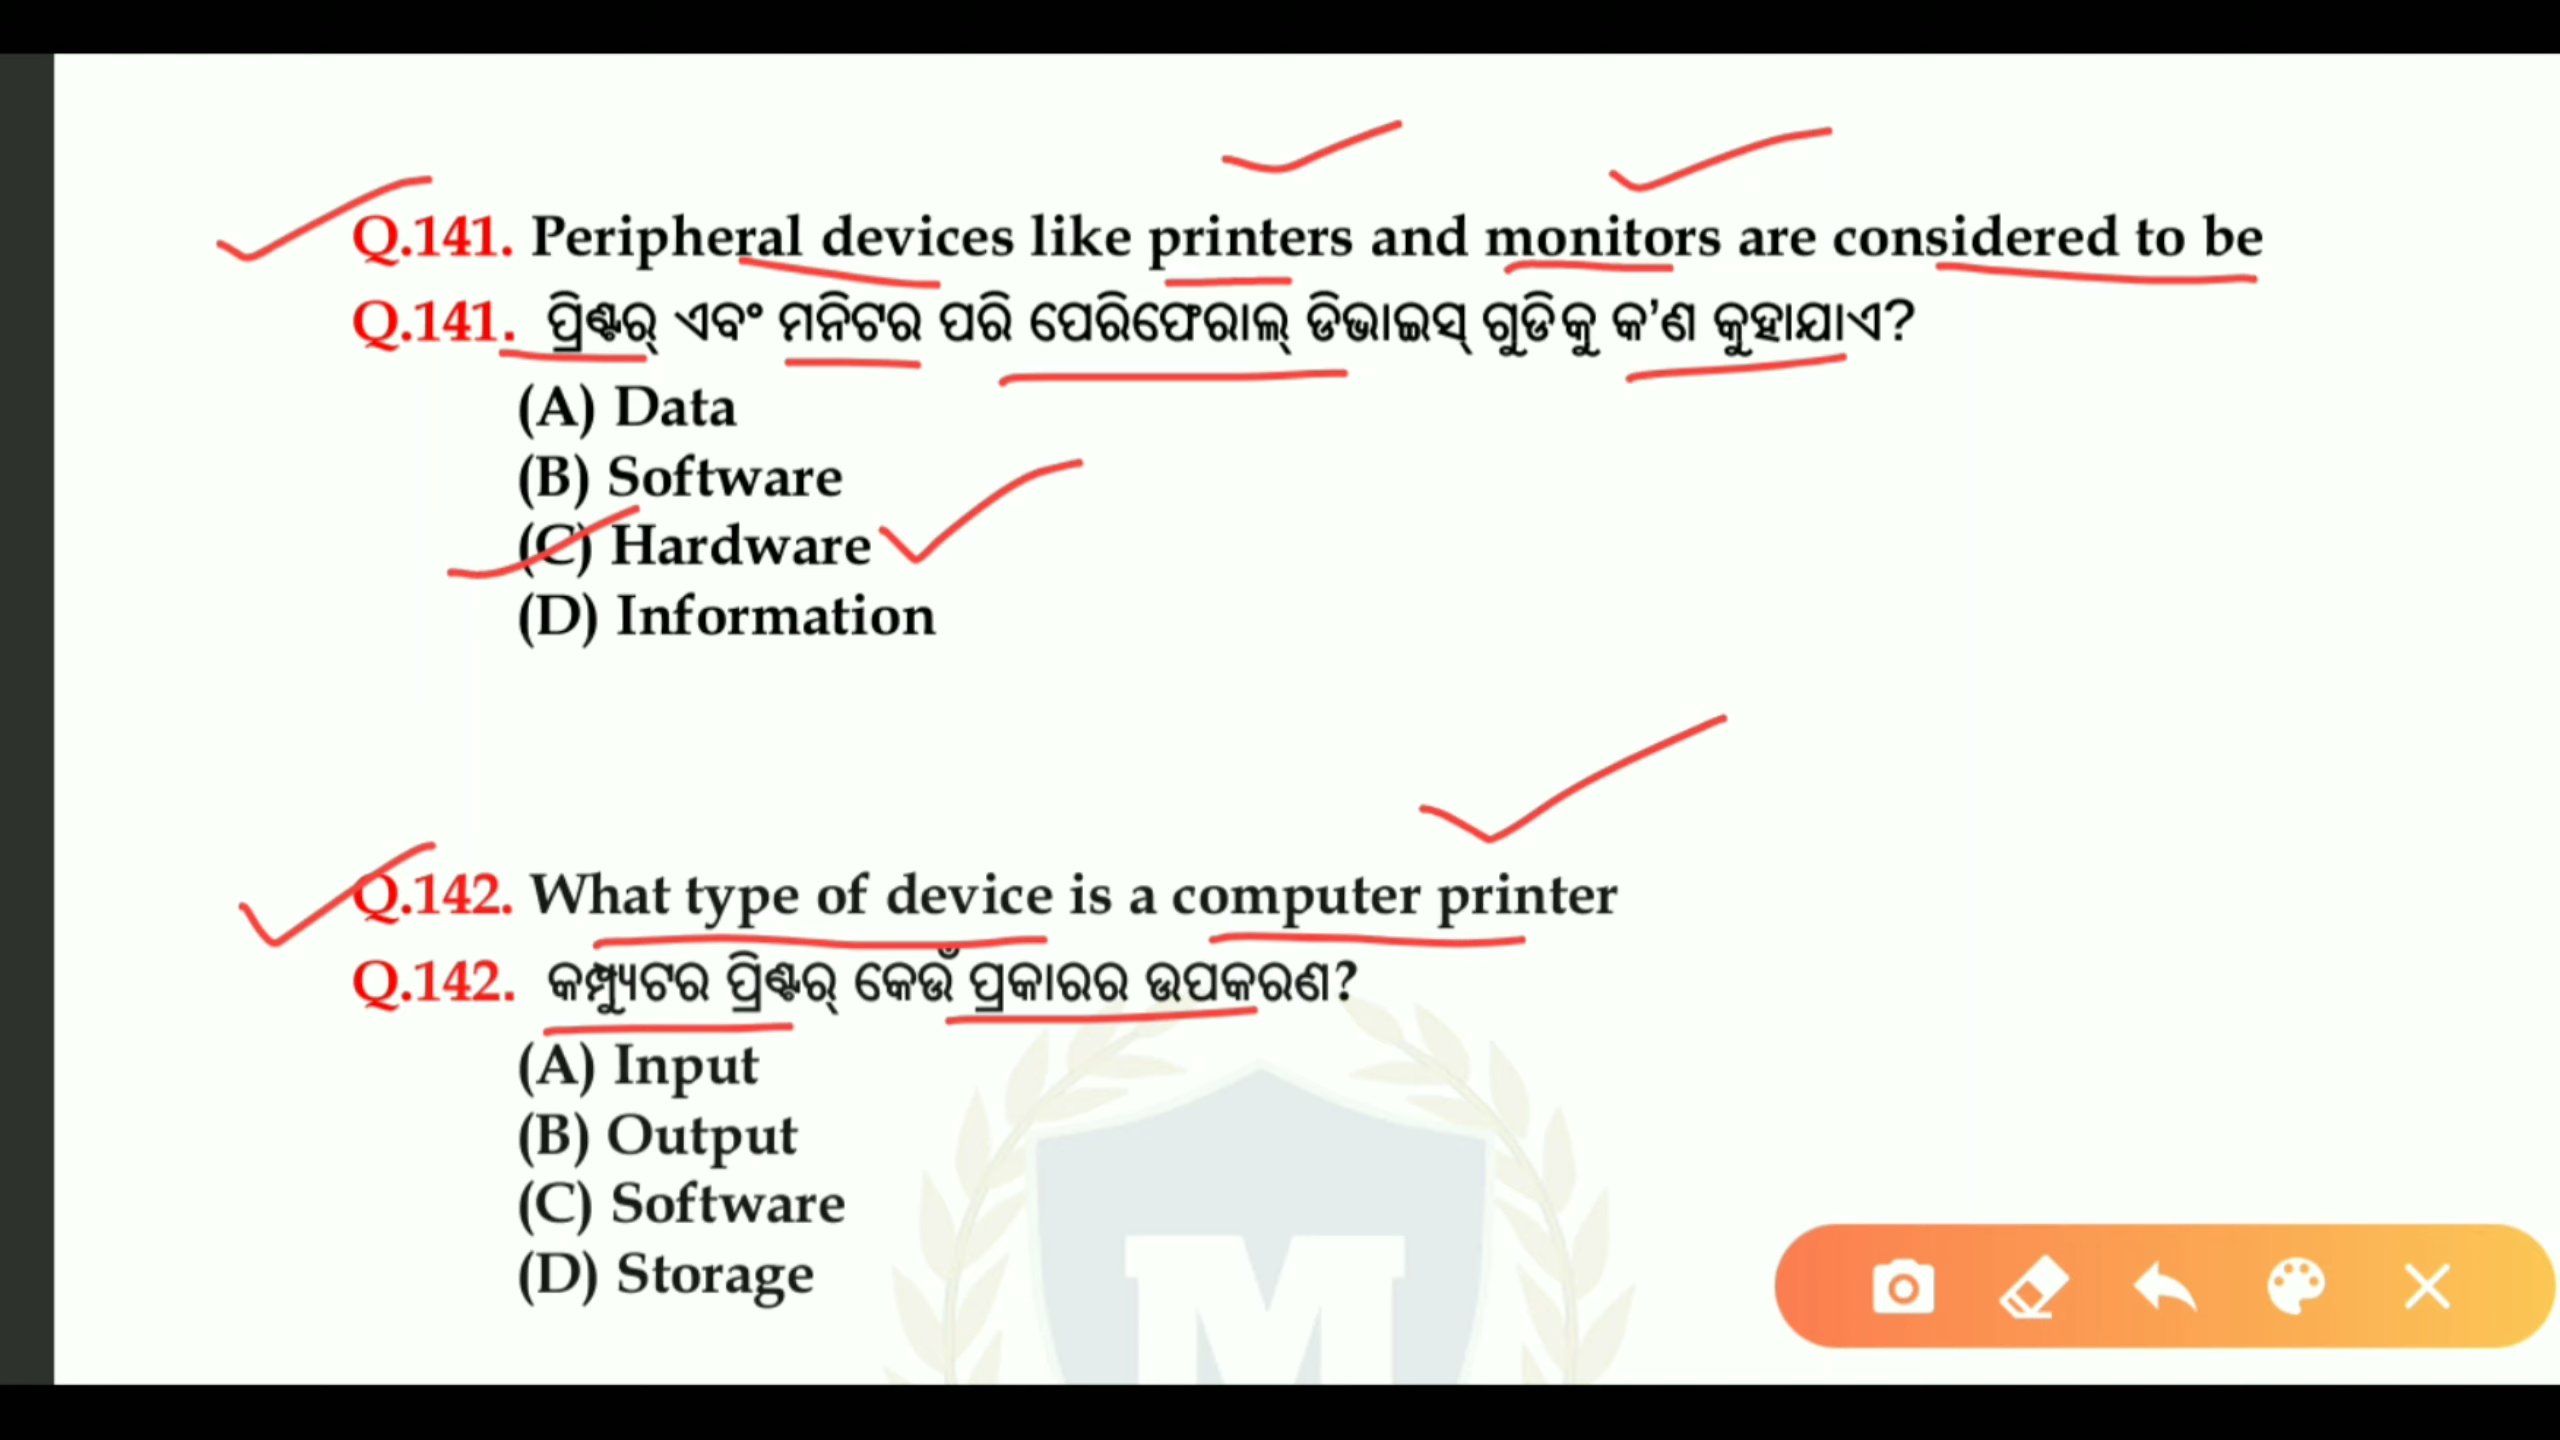 Q.141. Peripheral devices like printers and monitors are considered to be
Q.141. ପ୍ରିଣ୍ଟର୍ ଏବଂ ମନିଟର ପରି ପେରିଫେରାଲ୍ ଡିଭାଇସ୍ ଗୁଡିକୁ କ'ଣ କୁହାଯାଏ?
(A) Data
(B) Software
(C) Hardware
(D) Information
Q.142. What type of device is a computer printer
Q.142. କମ୍ପ୍ୟୁଟର ପ୍ରିଣ୍ଟର୍ କେଉଁ ପ୍ରକାରର ଉପକରଣ?
(A) Input
(B) Output
(C) Software
(D) Storage
M